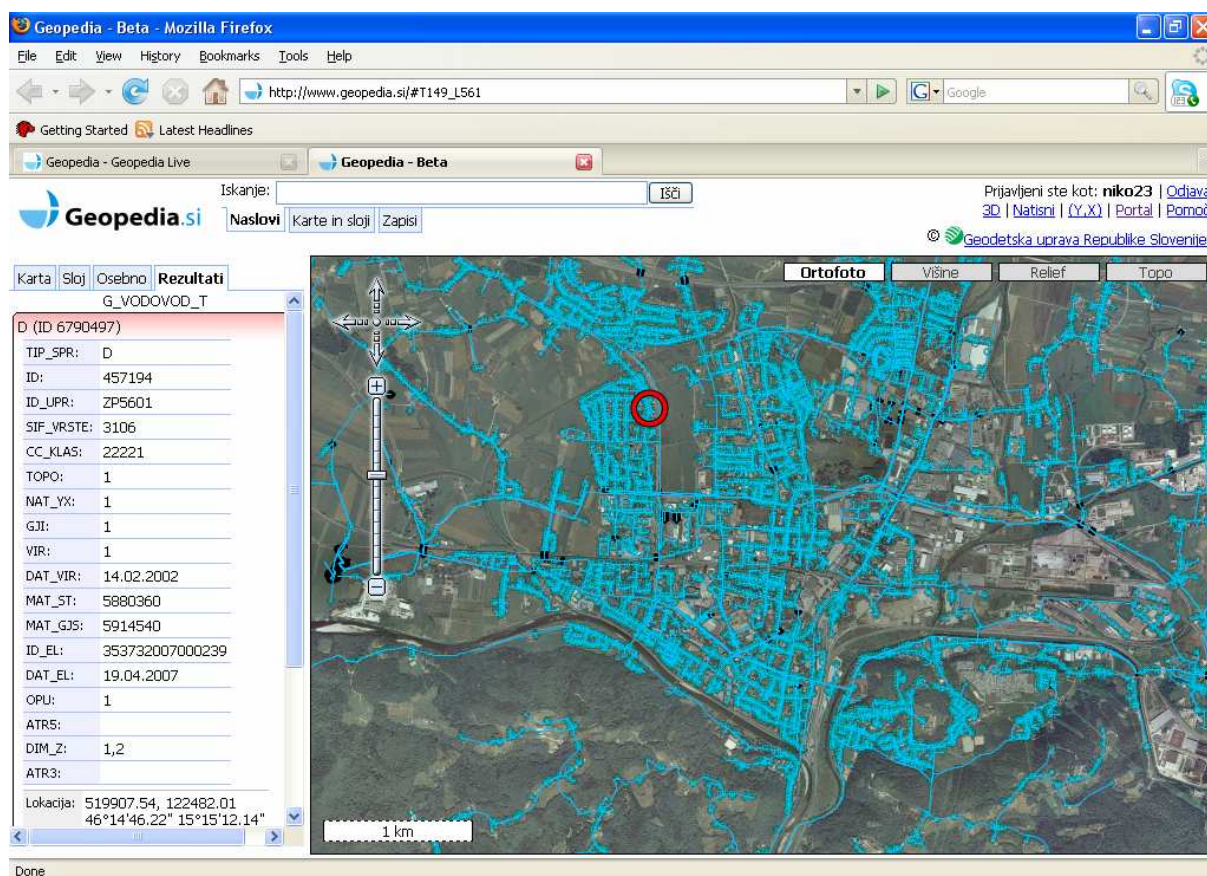 Geopedia - Beta - Mozilla Firefox
File Edit View History Bookmarks Tools Help
http://www.geopedia.si/#T149_L561
G Google
Getting Started Latest Headlines
Geopedia - Geopedia Live Geopedia - Beta
Iskanje: Išči
Prijavljeni ste kot: niko23 | Odjava
Geopedia.si
Naslovi Karte in sloji Zapisi
3D | Natisni | (Y,X) | Portal | Pomoč
© Geodetska uprava Republike Slovenije
Karta Sloj Osebno Rezultati
Ortofoto Višine Relief Topo
G_VODOVOD_T
D (ID 6790497)
TIP_SPR: D
ID: 457194
ID_UPR: ZP5601
SIF_VRSTE: 3106
CC_KLAS: 22221
TOPO: 1
NAT_YX: 1
GJI: 1
VIR: 1
DAT_VIR: 14.02.2002
MAT_ST: 5880360
MAT_GJS: 5914540
ID_EL: 353732007000239
DAT_EL: 19.04.2007
OPU: 1
ATR5:
DIM_Z: 1,2
ATR3:
Lokacija: 519907.54, 122482.01
46°14'46.22" 15°15'12.14"
1 km
Done